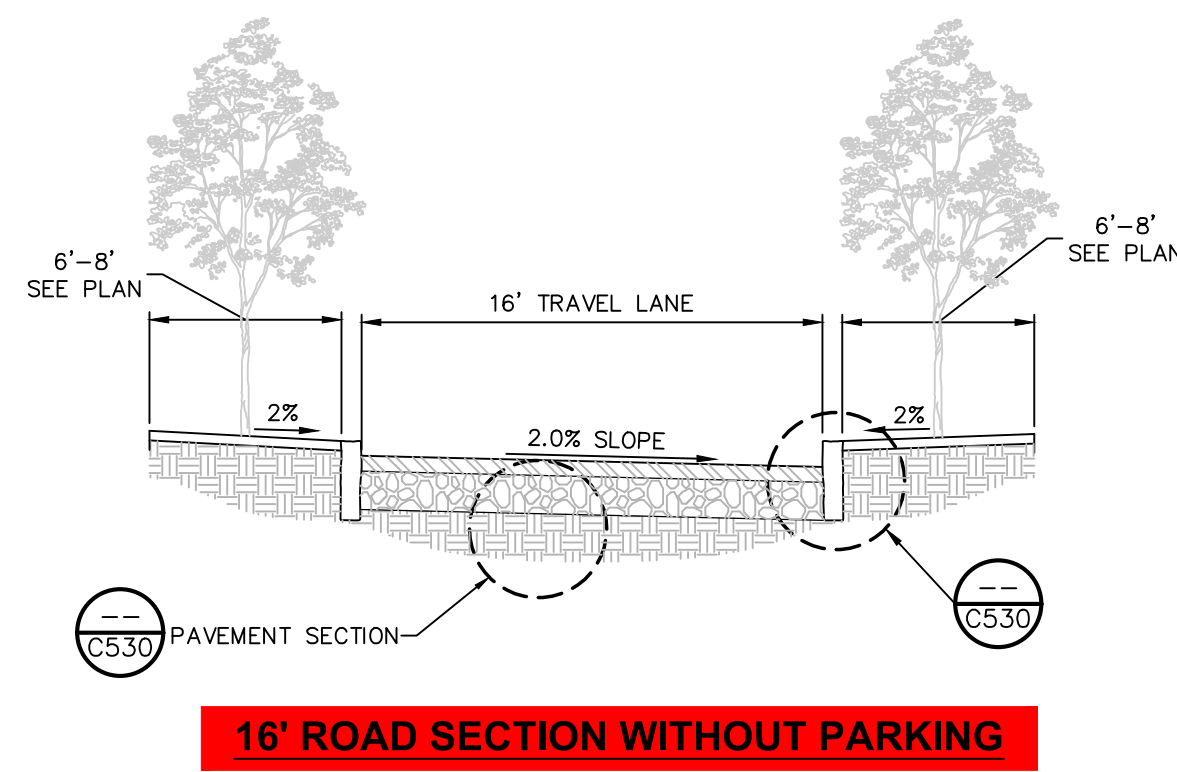 6'-8'
SEE PLAN
6'-8'
SEE PLAN
16' TRAVEL LANE
2%
2.0% SLOPE
2%
--
C530
PAVEMENT SECTION
--
C530
16' ROAD SECTION WITHOUT PARKING